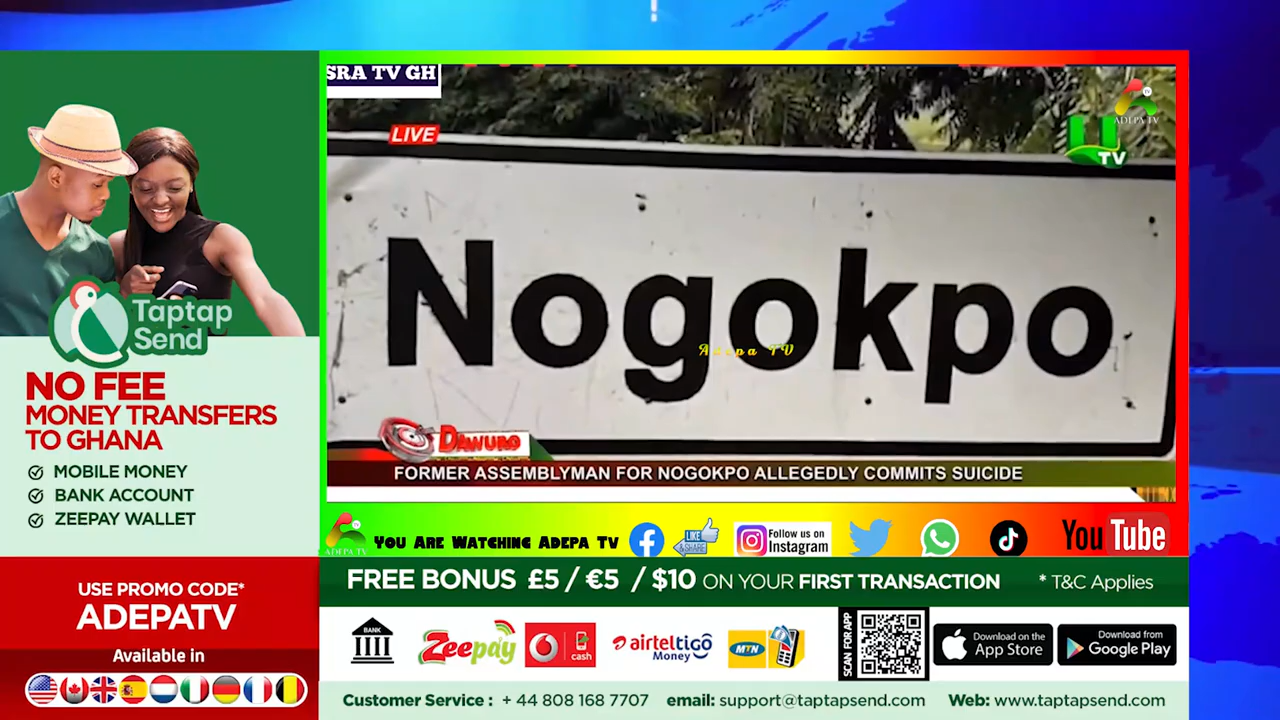 SRA TV GH
LIVE
ADEPA TV
UTV
Nogokpo
Adepa TV
DAWURO
FORMER ASSEMBLYMAN FOR NOGOKPO ALLEGEDLY COMMITS SUICIDE
Taptap
Send
NO FEE
MONEY TRANSFERS
TO GHANA
MOBILE MONEY
BANK ACCOUNT
ZEEPAY WALLET
USE PROMO CODE*
ADEPATV
Available in
ADEPA TV
YOU ARE WATCHING ADEPA TV
LIKE
& SHARE
Follow us on
Instagram
YouTube
FREE BONUS £5 / €5 / $10 ON YOUR FIRST TRANSACTION * T&C Applies
BANK
Zeepay
cash
airteltigo
Money
MTN
SCAN FOR APP
Download on the
App Store
Download from
Google Play
Customer Service : + 44 808 168 7707 email: support@taptapsend.com Web: www.taptapsend.com